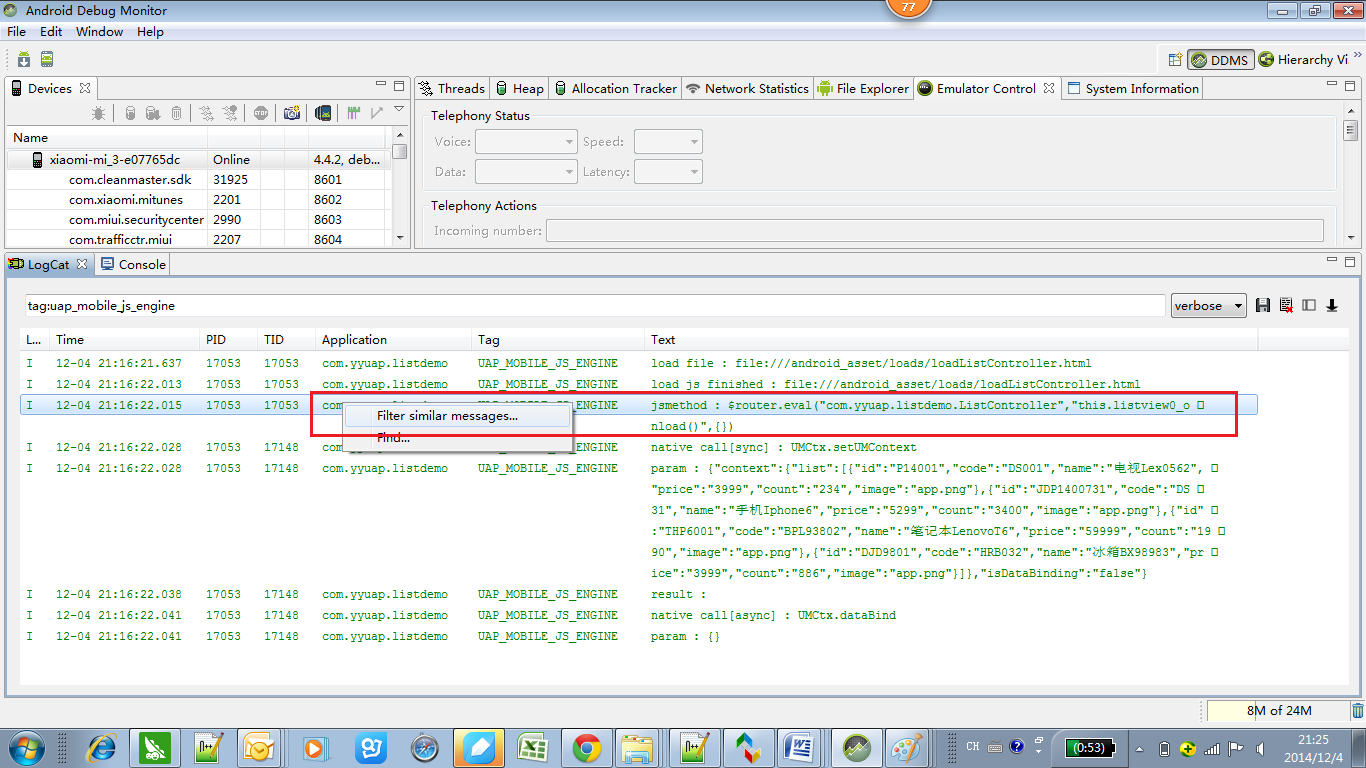 Android Debug Monitor
77
File Edit Window Help
DDMS Hierarchy Vi
Devices
Threads Heap Allocation Tracker Network Statistics File Explorer Emulator Control System Information
Name
xiaomi-mi_3-e07765dc Online 4.4.2, deb...
com.cleanmaster.sdk 31925 8601
com.xiaomi.mitunes 2201 8602
com.miui.securitycenter 2990 8603
com.trafficctr.miui 2207 8604
Telephony Status
Voice: Speed:
Data: Latency:
Telephony Actions
Incoming number:
LogCat Console
tag:uap_mobile_js_engine verbose
L... Time PID TID Application Tag Text
I 12-04 21:16:21.637 17053 17053 com.yyuap.listdemo UAP_MOBILE_JS_ENGINE load file : file:///android_asset/loads/loadListController.html
I 12-04 21:16:22.013 17053 17053 com.yyuap.listdemo UAP_MOBILE_JS_ENGINE load js finished : file:///android_asset/loads/loadListController.html
I 12-04 21:16:22.015 17053 17053 jsmethod : $router.eval("com.yyuap.listdemo.ListController","this.listview0_o
nload()",{})
Filter similar messages...
Find...
I 12-04 21:16:22.028 17053 17148 com.yyuap.listdemo UAP_MOBILE_JS_ENGINE native call[sync] : UMCtx.setUMContext
I 12-04 21:16:22.028 17053 17148 com.yyuap.listdemo UAP_MOBILE_JS_ENGINE param : {"context":{"list":[{"id":"P14001","code":"DS001","name":"电视Lex0562",
"price":"3999","count":"234","image":"app.png"},{"id":"JDP1400731","code":"DS
31","name":"手机Iphone6","price":"5299","count":"3400","image":"app.png"},{"id"
:"THP6001","code":"BPL93802","name":"笔记本LenovoT6","price":"59999","count":"19
90","image":"app.png"},{"id":"DJD9801","code":"HRB032","name":"冰箱BX98983","pr
ice":"3999","count":"886","image":"app.png"}]},"isDataBinding":"false"}
I 12-04 21:16:22.038 17053 17148 com.yyuap.listdemo UAP_MOBILE_JS_ENGINE result :
I 12-04 21:16:22.041 17053 17148 com.yyuap.listdemo UAP_MOBILE_JS_ENGINE native call[async] : UMCtx.dataBind
I 12-04 21:16:22.041 17053 17148 com.yyuap.listdemo UAP_MOBILE_JS_ENGINE param : {}
8M of 24M
CH (0:53) 21:25
2014/12/4